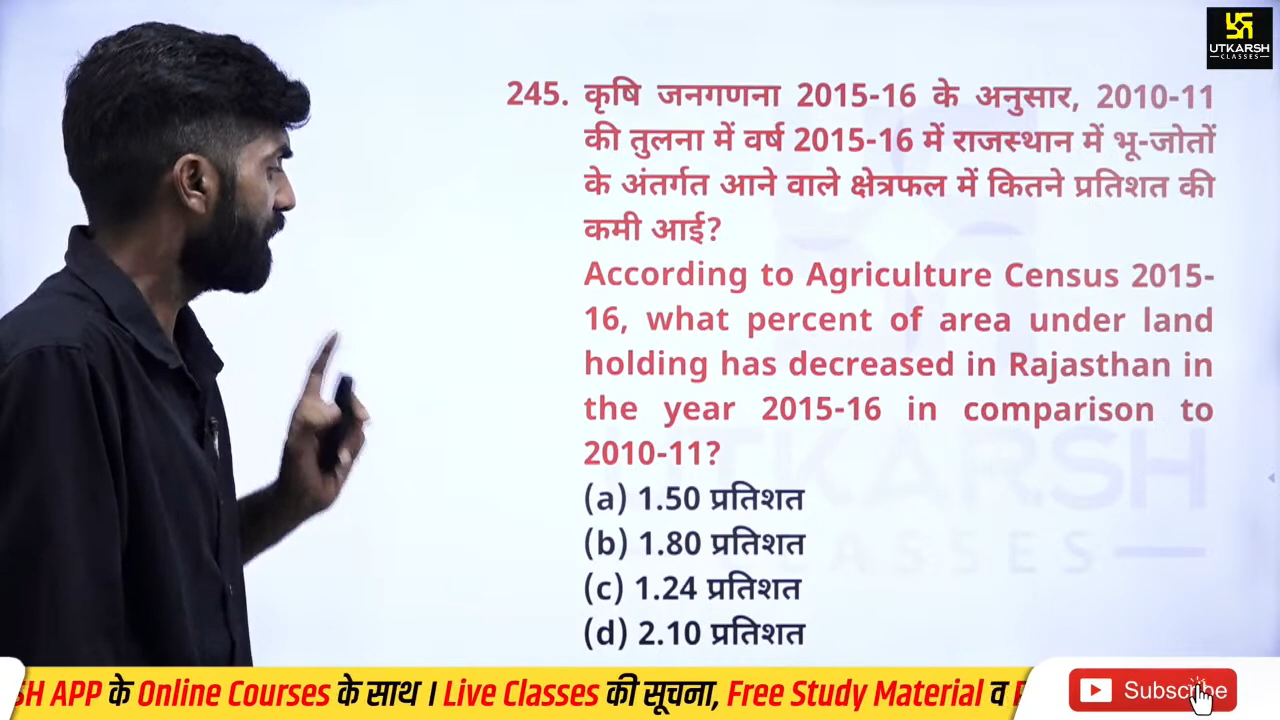 UTKARSH
CLASSES
245. कृषि जनगणना 2015-16 के अनुसार, 2010-11
की तुलना में वर्ष 2015-16 में राजस्थान में भू-जोतों
के अंतर्गत आने वाले क्षेत्रफल में कितने प्रतिशत की
कमी आई?
According to Agriculture Census 2015-
16, what percent of area under land
holding has decreased in Rajasthan in
the year 2015-16 in comparison to
2010-11?
(a) 1.50 प्रतिशत
(b) 1.80 प्रतिशत
(c) 1.24 प्रतिशत
(d) 2.10 प्रतिशत
UTKARSH
CLASSES
SH APP के Online Courses के साथ । Live Classes की सूचना, Free Study Material व
Subscribe